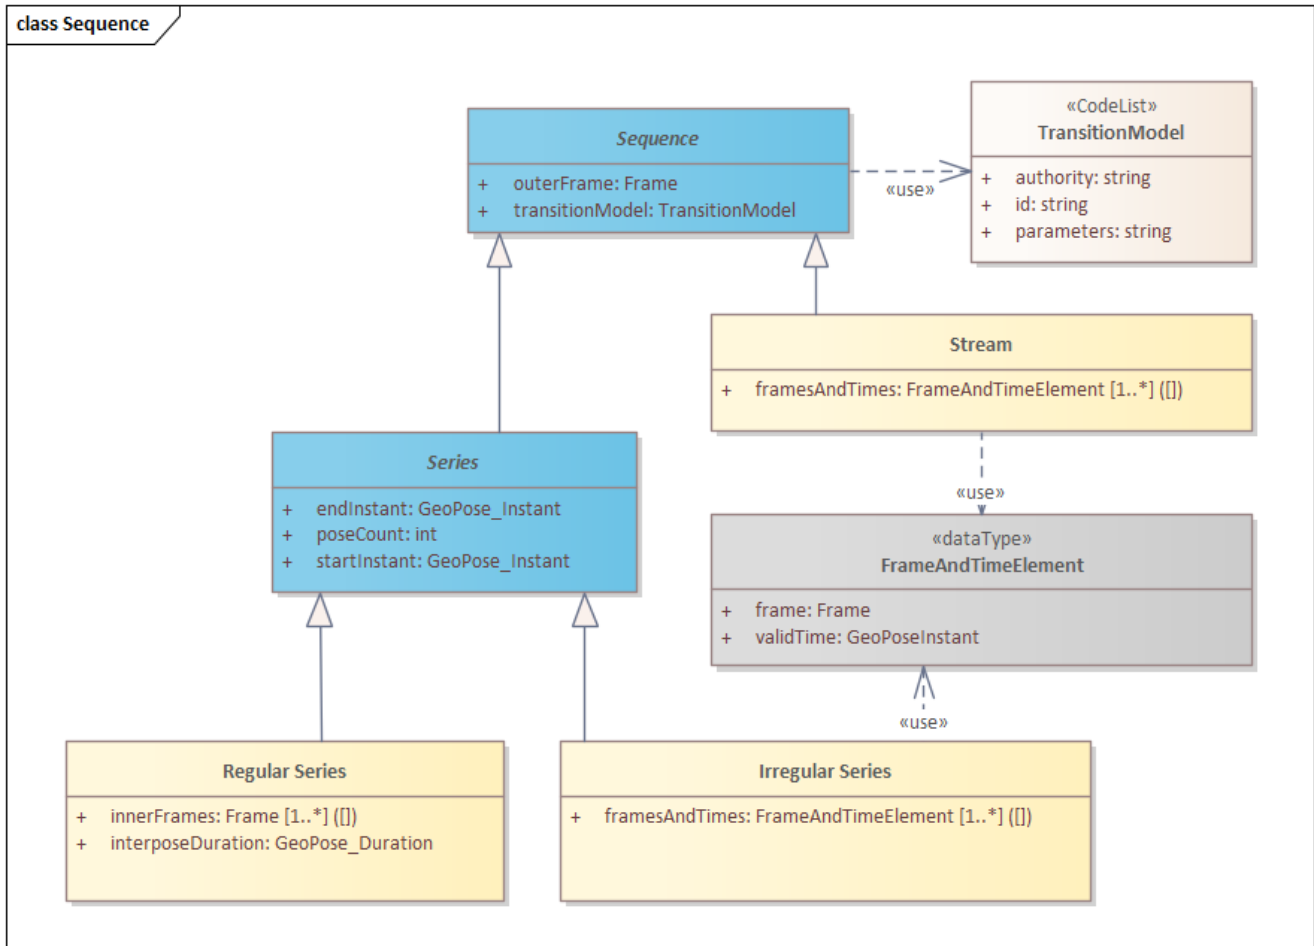 class Sequence
Sequence
+ outerFrame: Frame
+ transitionModel: TransitionModel
«use»
«CodeList»
TransitionModel
+ authority: string
+ id: string
+ parameters: string
Stream
+ framesAndTimes: FrameAndTimeElement [1..*] ([])
«use»
Series
+ endInstant: GeoPose_Instant
+ poseCount: int
+ startInstant: GeoPose_Instant
«dataType»
FrameAndTimeElement
+ frame: Frame
+ validTime: GeoPoseInstant
«use»
Regular Series
+ innerFrames: Frame [1..*] ([])
+ interposeDuration: GeoPose_Duration
Irregular Series
+ framesAndTimes: FrameAndTimeElement [1..*] ([])